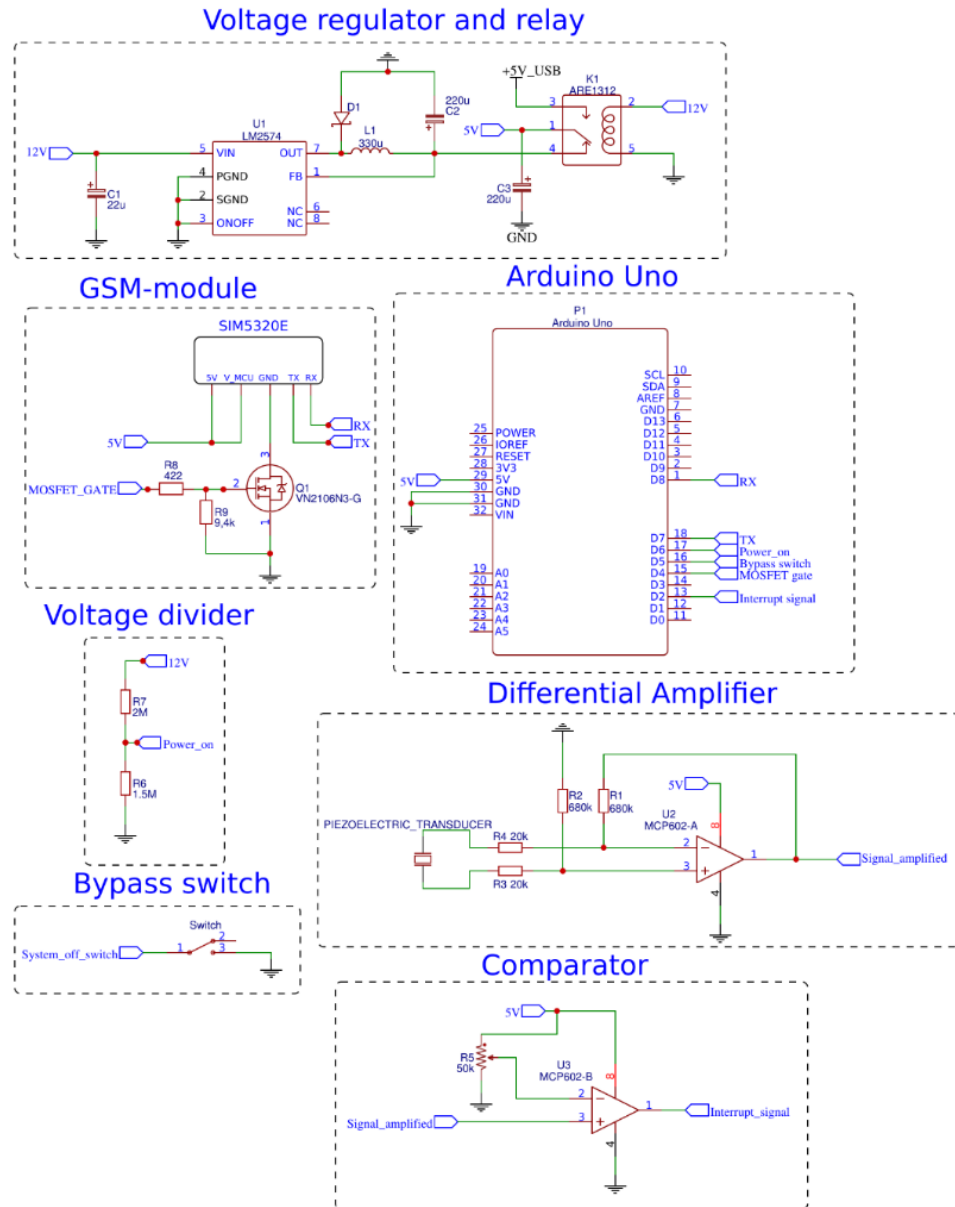 Voltage regulator and relay
+5V_USB
K1
ARE1312
3
2
12V
1
5V
4
5
220u
C2
D1
L1
330u
U1
LM2574
12V
5 VIN OUT 7
4 PGND
FB 1
2 SGND
NC 6
3 ONOFF NC 8
C1
22u
C3
220u
GND
GSM-module
SIM5320E
5V V_MCU GND TX RX
RX
5V
TX
3
R8
422
MOSFET_GATE
2
Q1
VN2106N3-G
R9
9,4k
1
Arduino Uno
P1
Arduino Uno
SCL 10
SDA 9
AREF 8
GND 7
D13 6
D12 5
D11 4
D10 3
D9 2
D8 1
RX
25 POWER
26 IOREF
27 RESET
28 3V3
5V
29 5V
30 GND
31 GND
32 VIN
D7 18 TX
D6 17 Power_on
D5 16 Bypass switch
D4 15 MOSFET gate
D3 14
D2 13 Interrupt signal
D1 12
D0 11
19 A0
20 A1
21 A2
22 A3
23 A4
24 A5
Voltage divider
12V
R7
2M
Power_on
R6
1.5M
Differential Amplifier
R2
680k
R1
680k
5V
U2
MCP602-A
8
PIEZOELECTRIC_TRANSDUCER
R4 20k
2
1
Signal_amplified
R3 20k
3
4
Bypass switch
Switch
System_off_switch
1
2
3
Comparator
5V
R5
50k
U3
MCP602-B
8
2
1
Interrupt_signal
Signal_amplified
3
4